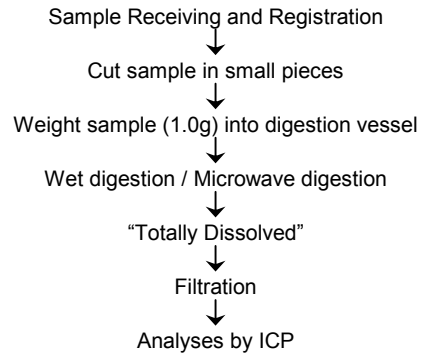 Sample Receiving and Registration
Cut sample in small pieces
Weight sample (1.0g) into digestion vessel
Wet digestion / Microwave digestion
“Totally Dissolved”
Filtration
Analyses by ICP